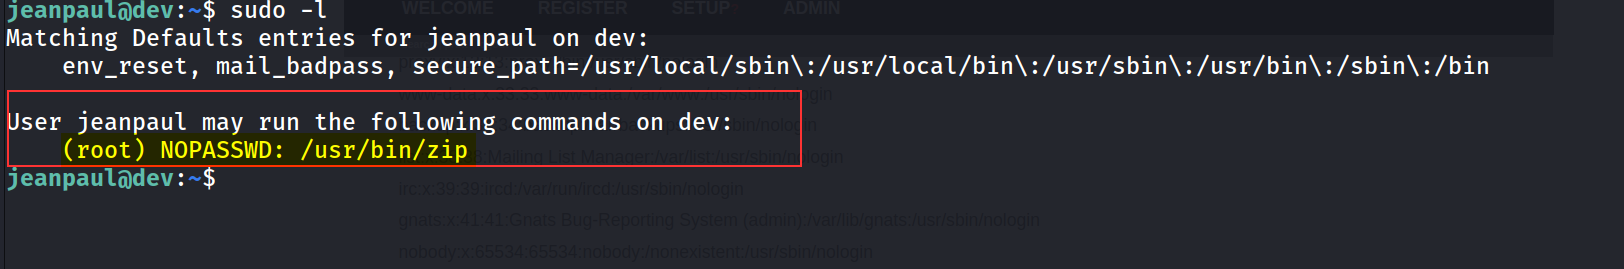 jeanpaul@dev:~$ sudo -l
WELCOME REGISTER SETUP ADMIN
Matching Defaults entries for jeanpaul on dev:
env_reset, mail_badpass, secure_path=/usr/local/sbin\:/usr/local/bin\:/usr/sbin\:/usr/bin\:/sbin\:/bin
www-data:x:33:33:www-data:/var/www:/usr/sbin/nologin
User jeanpaul may run the following commands on dev:
(root) NOPASSWD: /usr/bin/zip
:Mailing List Manager:/var/list:/usr/sbin/nologin
jeanpaul@dev:~$
irc:x:39:39:ircd:/var/run/ircd:/usr/sbin/nologin
gnats:x:41:41:Gnats Bug-Reporting System (admin):/var/lib/gnats:/usr/sbin/nologin
nobody:x:65534:65534:nobody:/nonexistent:/usr/sbin/nologin